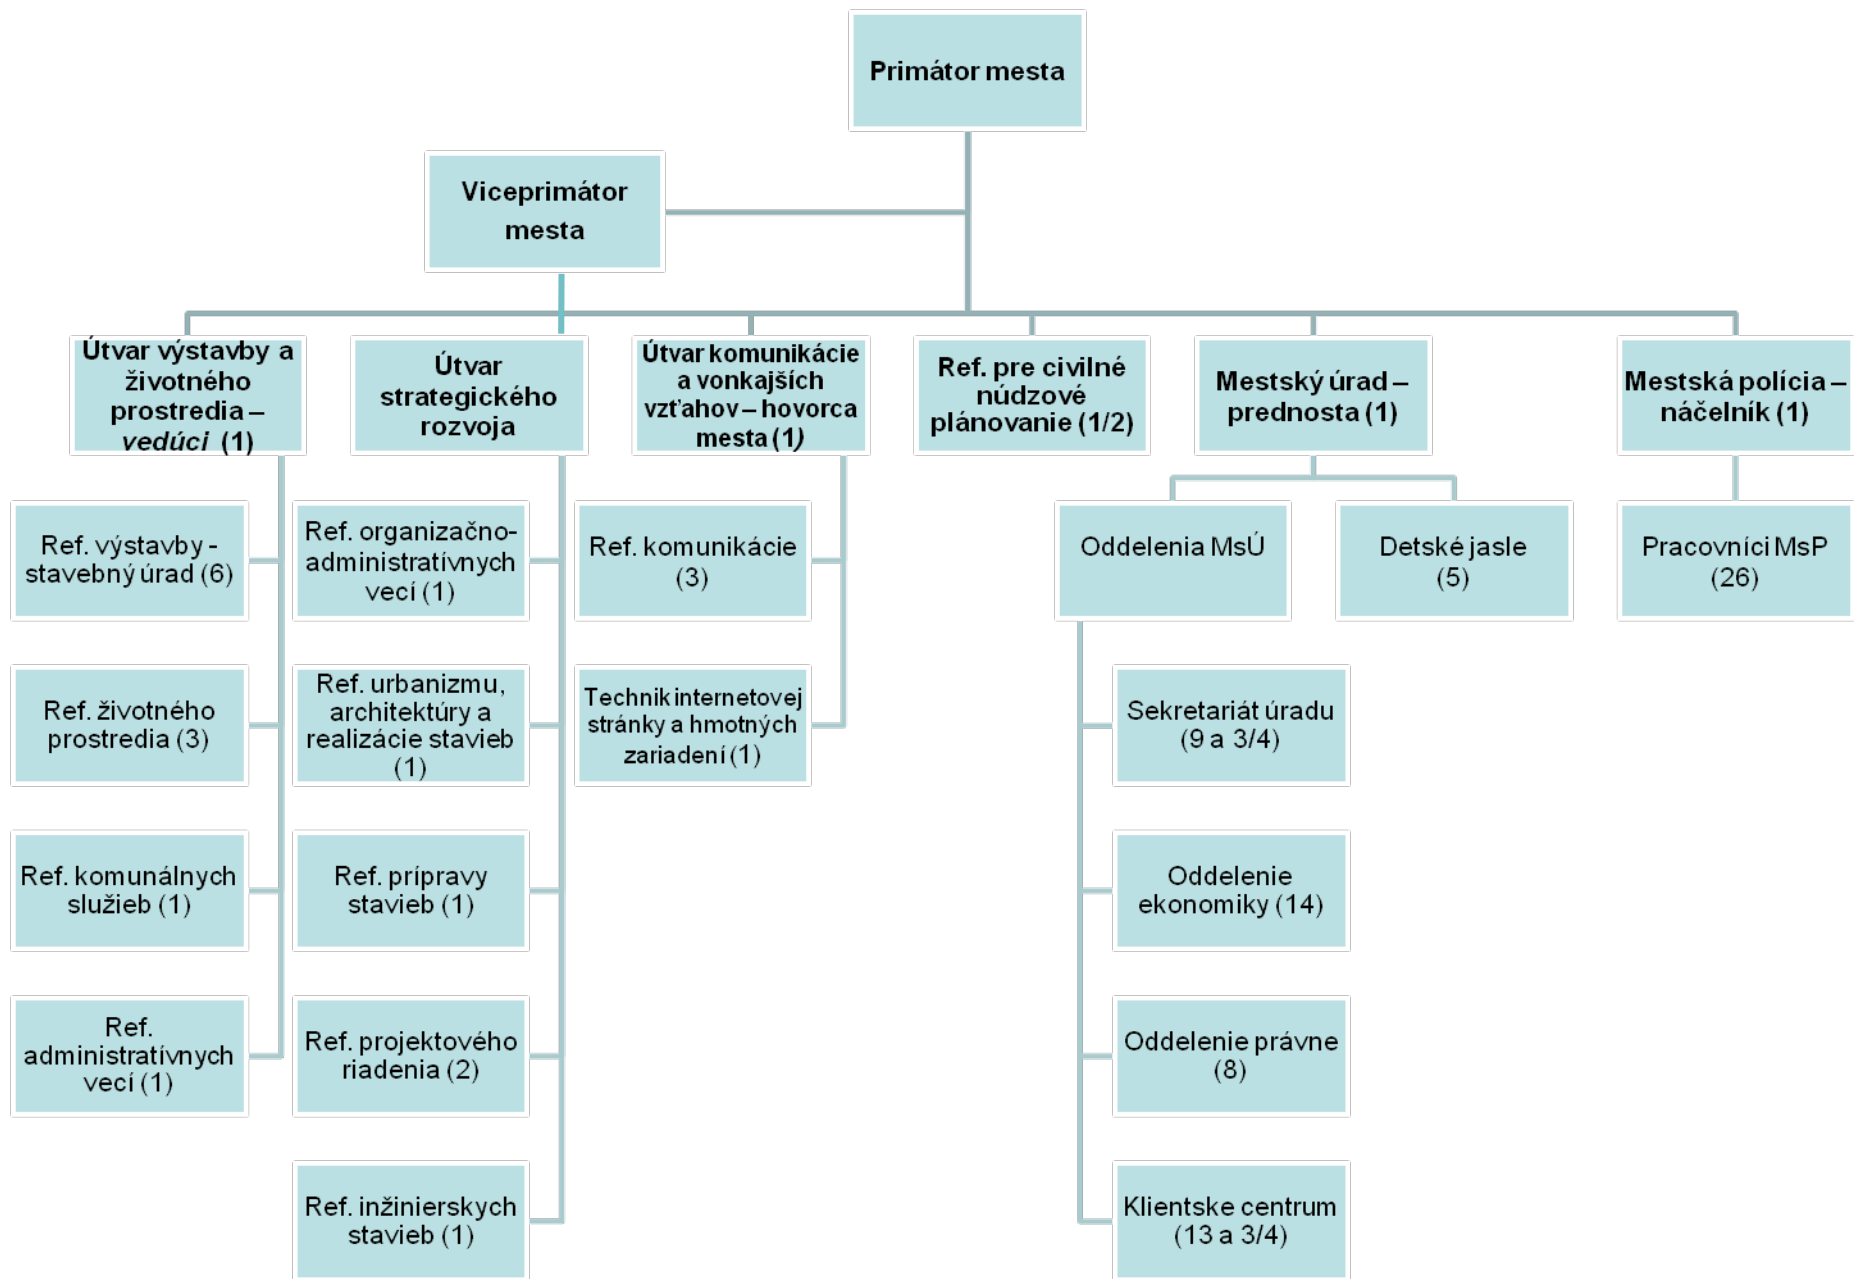 Primátor mesta
Viceprimátor
mesta
Útvar výstavby a
životného
prostredia –
vedúci (1)
Útvar
strategického
rozvoja
Útvar komunikácie
a vonkajších
vzťahov – hovorca
mesta (1)
Ref. pre civilné
núdzové
plánovanie (1/2)
Mestský úrad –
prednosta (1)
Mestská polícia –
náčelník (1)
Ref. výstavby -
stavebný úrad (6)
Ref. organizačno-
administratívnych
vecí (1)
Ref. komunikácie
(3)
Oddelenia MsÚ
Detské jasle
(5)
Pracovníci MsP
(26)
Ref. životného
prostredia (3)
Ref. urbanizmu,
architektúry a
realizácie stavieb
(1)
Technik internetovej
stránky a hmotných
zariadení (1)
Sekretariát úradu
(9 a 3/4)
Ref. komunálnych
služieb (1)
Ref. prípravy
stavieb (1)
Oddelenie
ekonomiky (14)
Ref.
administratívnych
vecí (1)
Ref. projektového
riadenia (2)
Oddelenie právne
(8)
Ref. inžinierskych
stavieb (1)
Klientske centrum
(13 a 3/4)